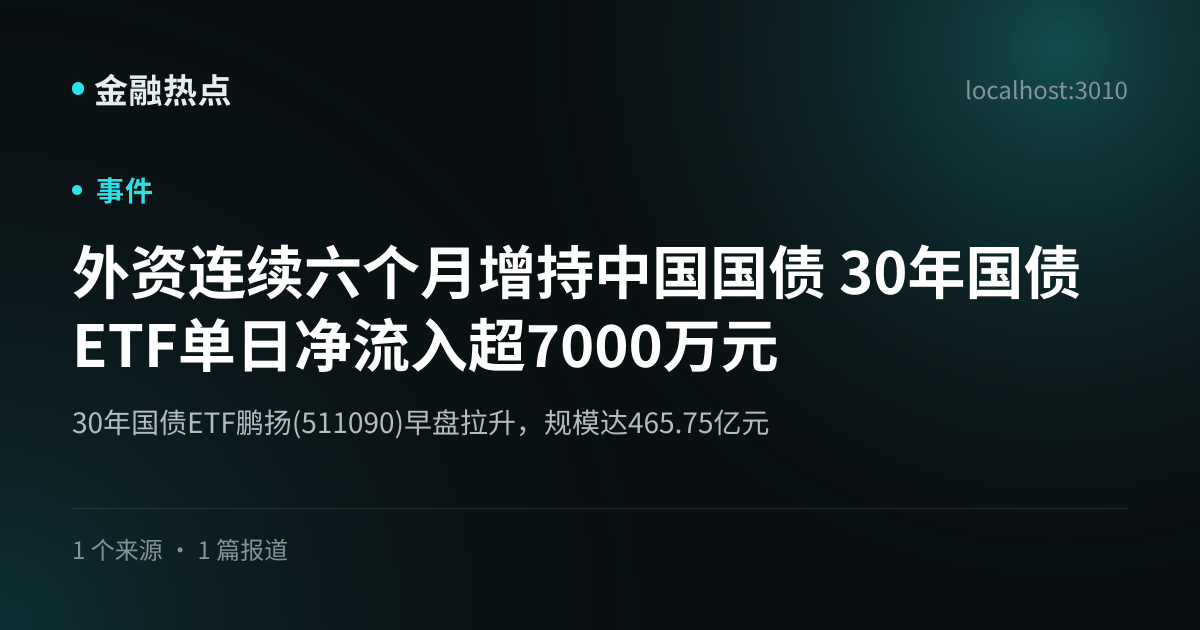 金融热点
localhost:3010
事件
外资连续六个月增持中国国债 30年国债
ETF单日净流入超7000万元
30年国债ETF鹏扬(511090)早盘拉升，规模达465.75亿元
1 个来源 · 1 篇报道